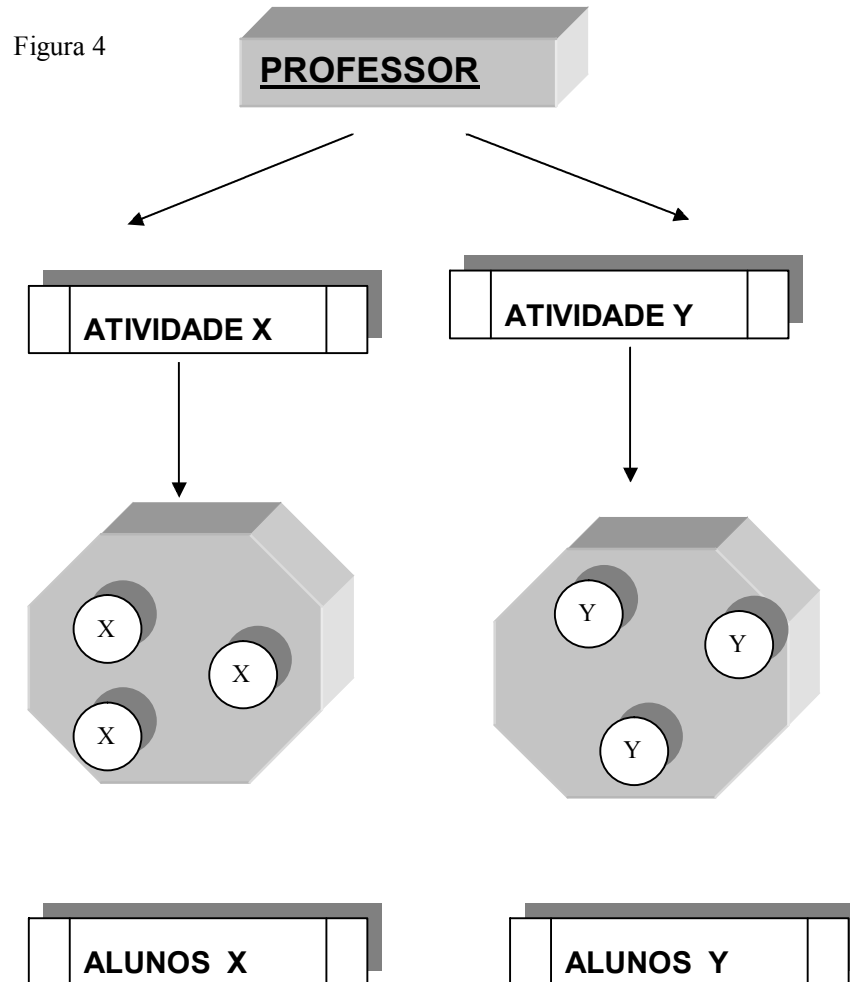 Figura 4
PROFESSOR
ATIVIDADE X
ATIVIDADE Y
X
X
X
Y
Y
Y
ALUNOS X
ALUNOS Y